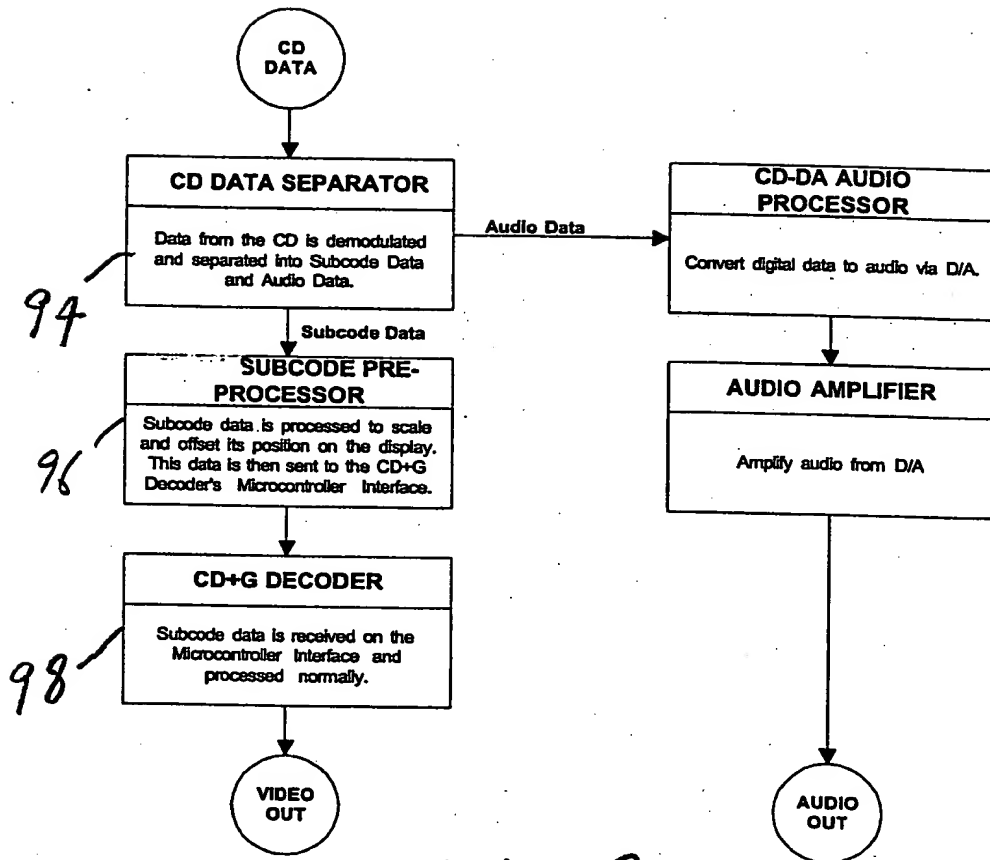 CD
DATA
CD DATA SEPARATOR
Data from the CD is demodulated
and separated into Subcode Data
and Audio Data.
94
Audio Data
CD-DA AUDIO
PROCESSOR
Convert digital data to audio via D/A.
Subcode Data
SUBCODE PRE-
PROCESSOR
Subcode data is processed to scale
and offset its position on the display.
This data is then sent to the CD+G
Decoder's Microcontroller Interface.
96
AUDIO AMPLIFIER
Amplify audio from D/A
CD+G DECODER
Subcode data is received on the
Microcontroller Interface and
processed normally.
98
VIDEO
OUT
AUDIO
OUT